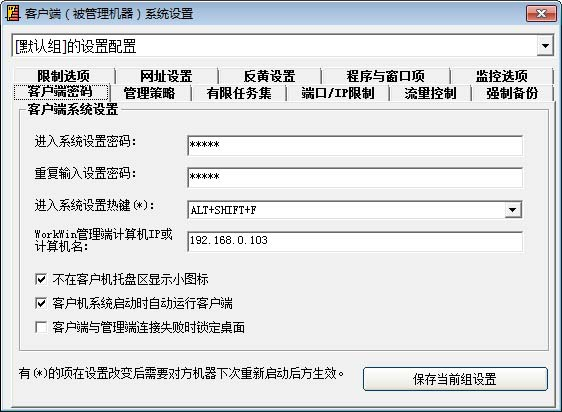 客户端（被管理机器）系统设置
[默认组]的设置配置
限制选项 网址设置 反黄设置 程序与窗口项 监控选项
客户端密码 管理策略 有限任务集 端口/IP限制 流量控制 强制备份
客户端系统设置
进入系统设置密码: *****
重复输入设置密码: *****
进入系统设置热键(*): ALT+SHIFT+F
WorkWin管理端计算机IP或
计算机名: 192.168.0.103
不在客户机托盘区显示小图标
客户机系统启动时自动运行客户端
客户端与管理端连接失败时锁定桌面
有(*)的项在设置改变后需要对方机器下次重新启动后方生效。 保存当前组设置